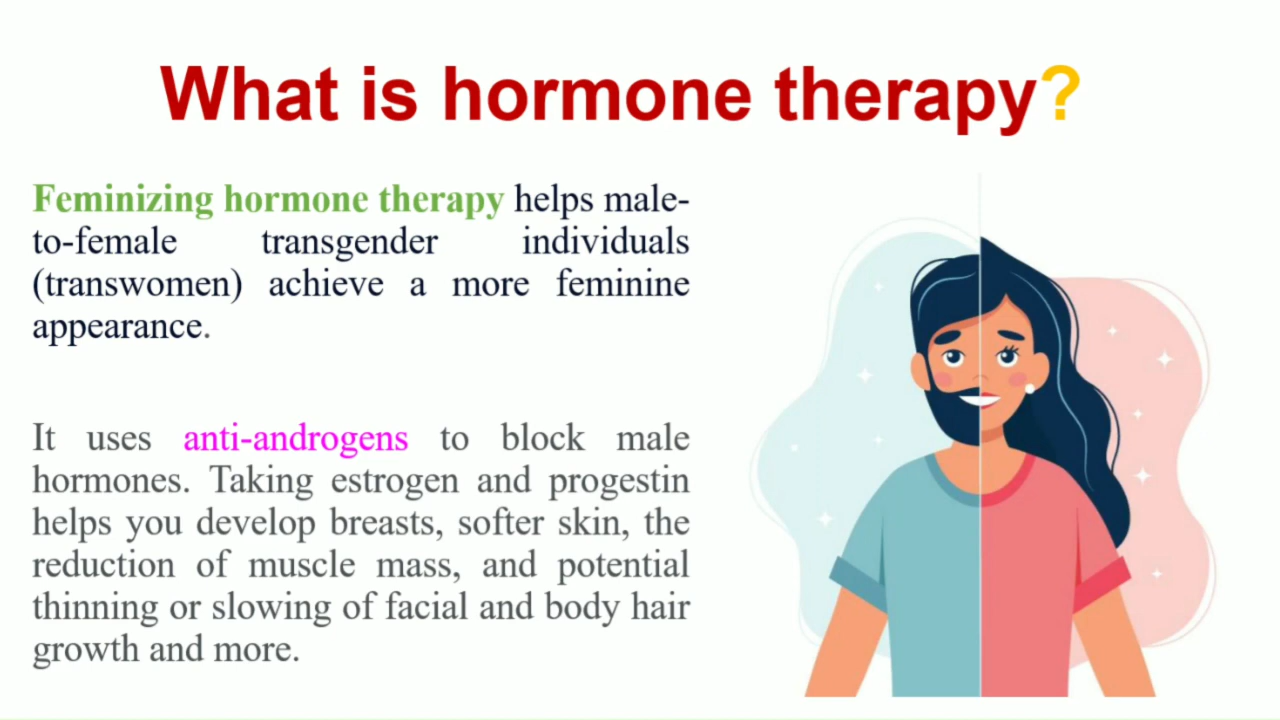 What is hormone therapy?
Feminizing hormone therapy helps male-
to-female transgender individuals
(transwomen) achieve a more feminine
appearance.
It uses anti-androgens to block male
hormones. Taking estrogen and progestin
helps you develop breasts, softer skin, the
reduction of muscle mass, and potential
thinning or slowing of facial and body hair
growth and more.